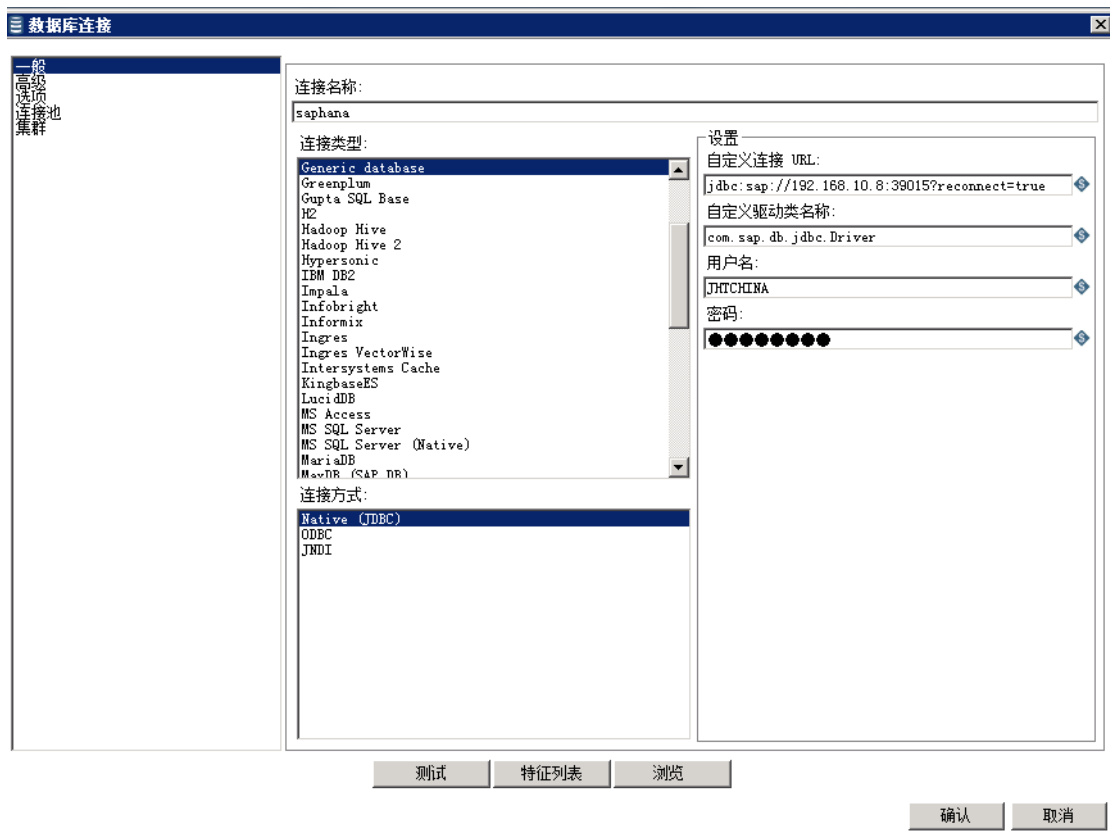 数据库连接
一般
高级
选项
连接池
集群
连接名称:
saphana
连接类型:
Generic database
Greenplum
Gupta SQL Base
H2
Hadoop Hive
Hadoop Hive 2
Hypersonic
IBM DB2
Impala
Infobright
Informix
Ingres
Ingres VectorWise
Intersystems Cache
KingbaseES
LucidDB
MS Access
MS SQL Server
MS SQL Server (Native)
MariaDB
MaxDB (SAP DB)
连接方式:
Native (JDBC)
ODBC
JNDI
设置
自定义连接 URL:
jdbc:sap://192.168.10.8:39015?reconnect=true
自定义驱动类名称:
com.sap.db.jdbc.Driver
用户名:
JHTCHINA
密码:
●●●●●●●●
测试
特征列表
浏览
确认
取消